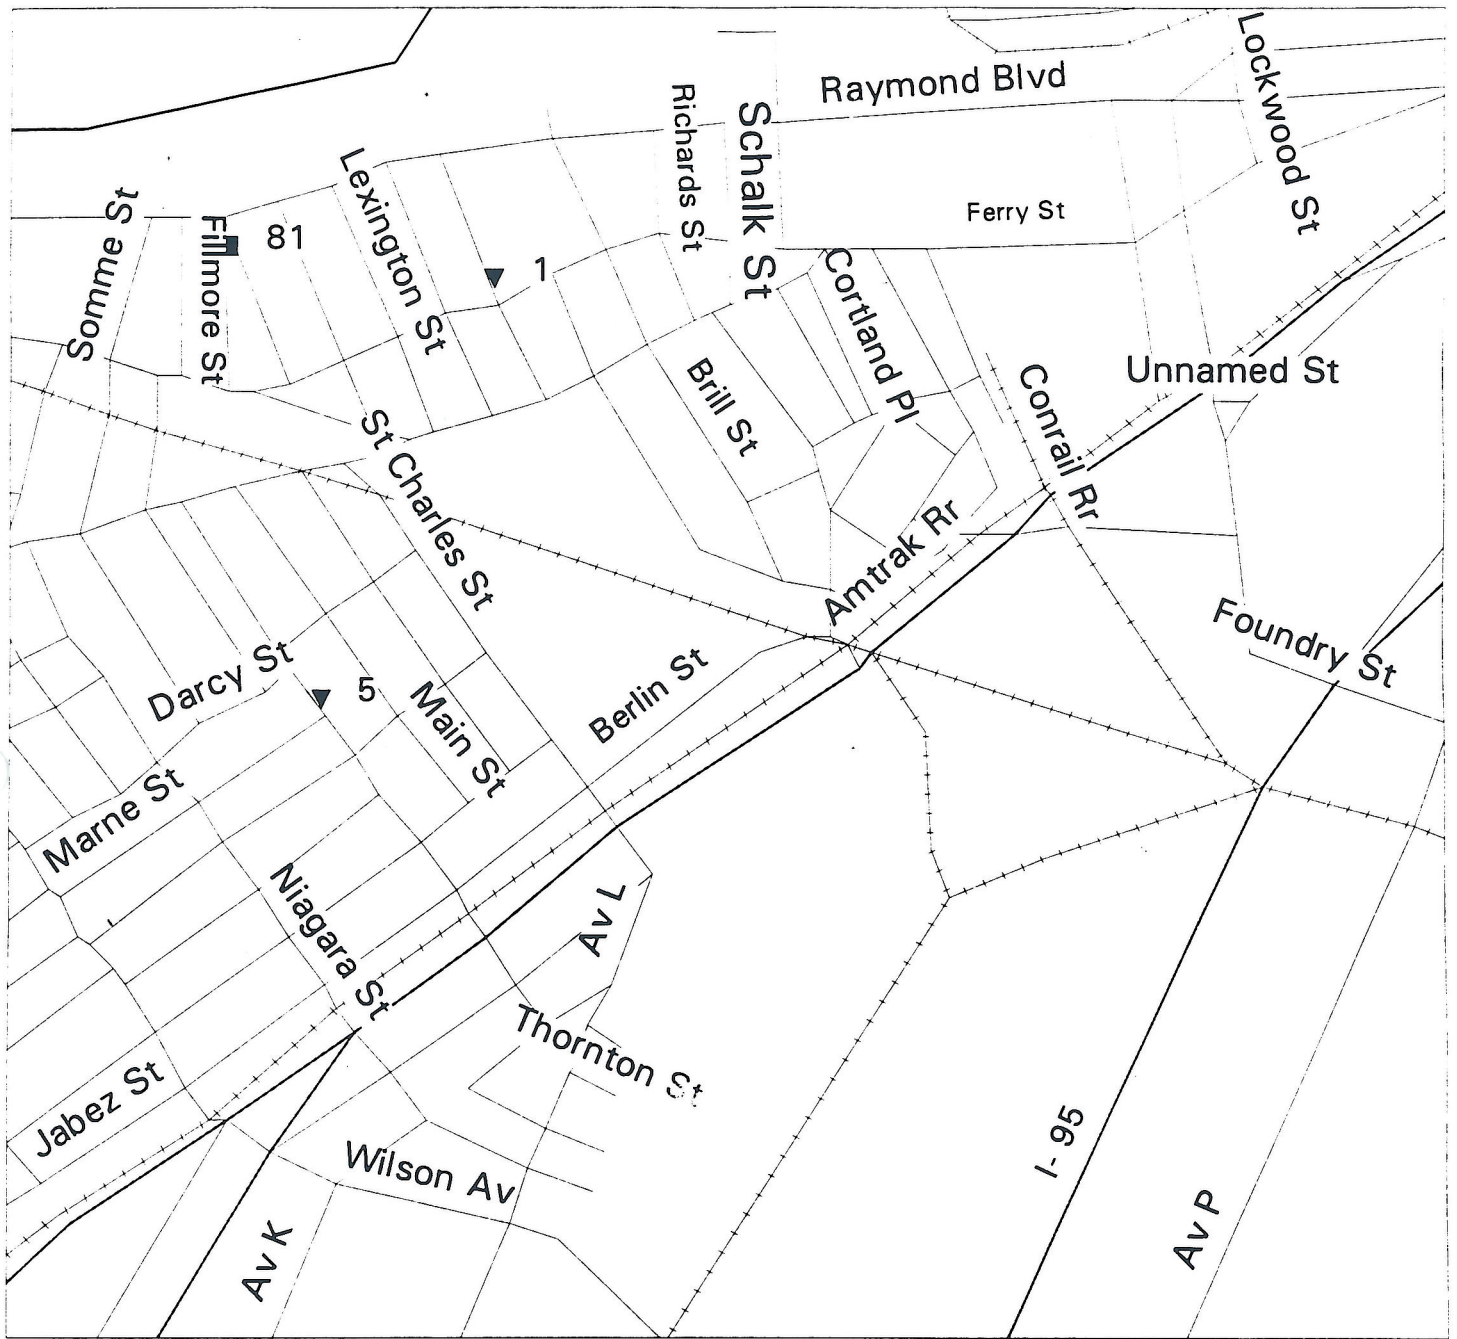 Lockwood St
Raymond Blvd
Richards St
Schalk St
Lexington St
Somme St
Fillmore St
81
Ferry St
1
Cortland Pl
Unnamed St
Brill St
Conrail Rr
St Charles St
Amtrak Rr
Foundry St
Darcy St
5
Main St
Berlin St
Marne St
Niagara St
Av L
Thornton St
Jabez St
Wilson Av
I-95
Av K
Av P